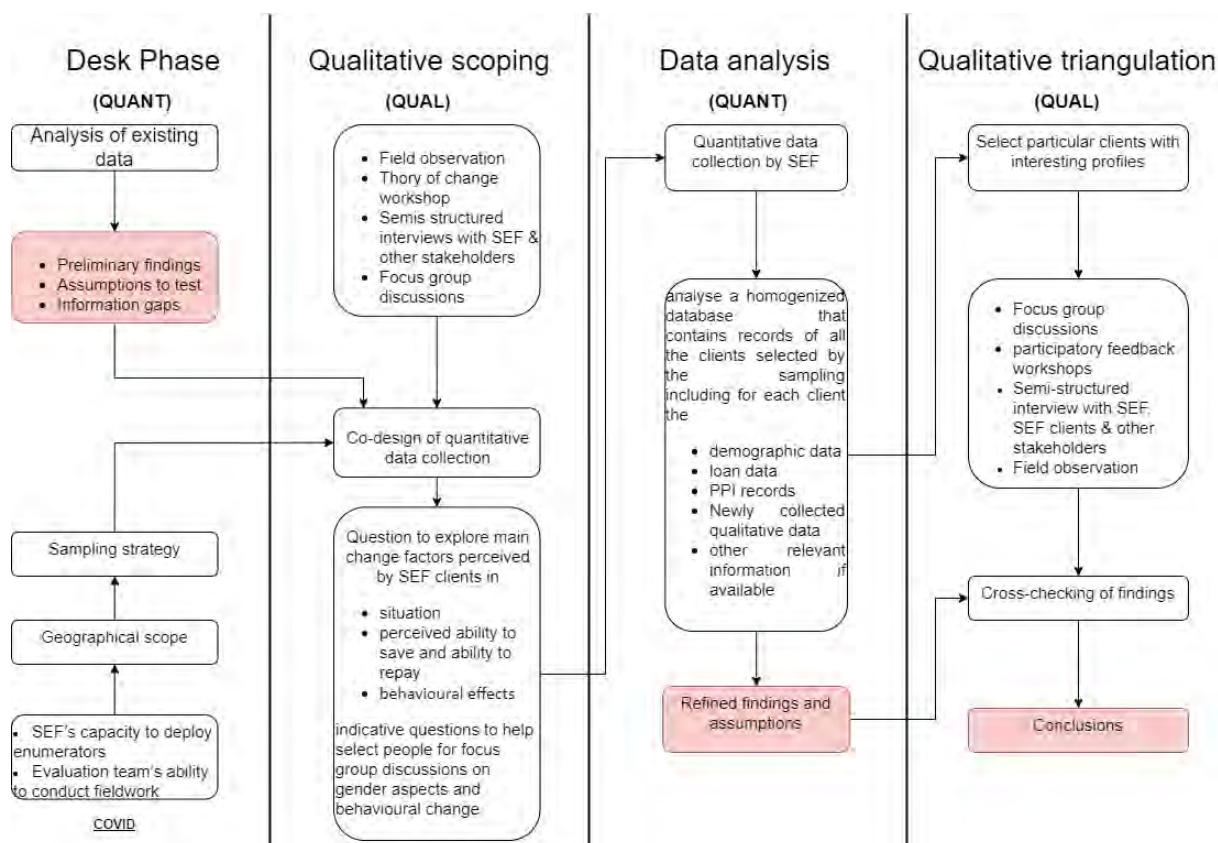 Desk Phase
(QUANT)
Analysis of existing
data
• Preliminary findings
• Assumptions to test
• Information gaps
Sampling strategy
Geographical scope
• SEF's capacity to deploy
enumerators
• Evaluation team's ability
to conduct fieldwork
COVID
Qualitative scoping
(QUAL)
• Field observation
• Thory of change
workshop
• Semis structured
interviews with SEF &
other stakeholders
• Focus group
discussions
Co-design of quantitative
data collection
Question to explore main
change factors perceived
by SEF clients in
• situation
• perceived ability to
save and ability to
repay
• behavioural effects
indicative questions to help
select people for focus
group discussions on
gender aspects and
behavioural change
Data analysis
(QUANT)
Quantitative data
collection by SEF
analyse a homogenized
database that
contains records of all
the clients selected by
the sampling
including for each client
the
• demographic data
• loan data
• PPI records
• Newly collected
qualitative data
• other relevant
information if
available
Refined findings and
assumptions
Qualitative triangulation
(QUAL)
Select particular clients with
interesting profiles
• Focus group
discussions
• participatory feedback
workshops
• Semi-structured
interview with SEF,
SEF clients & other
stakeholders
• Field observation
Cross-checking of findings
Conclusions